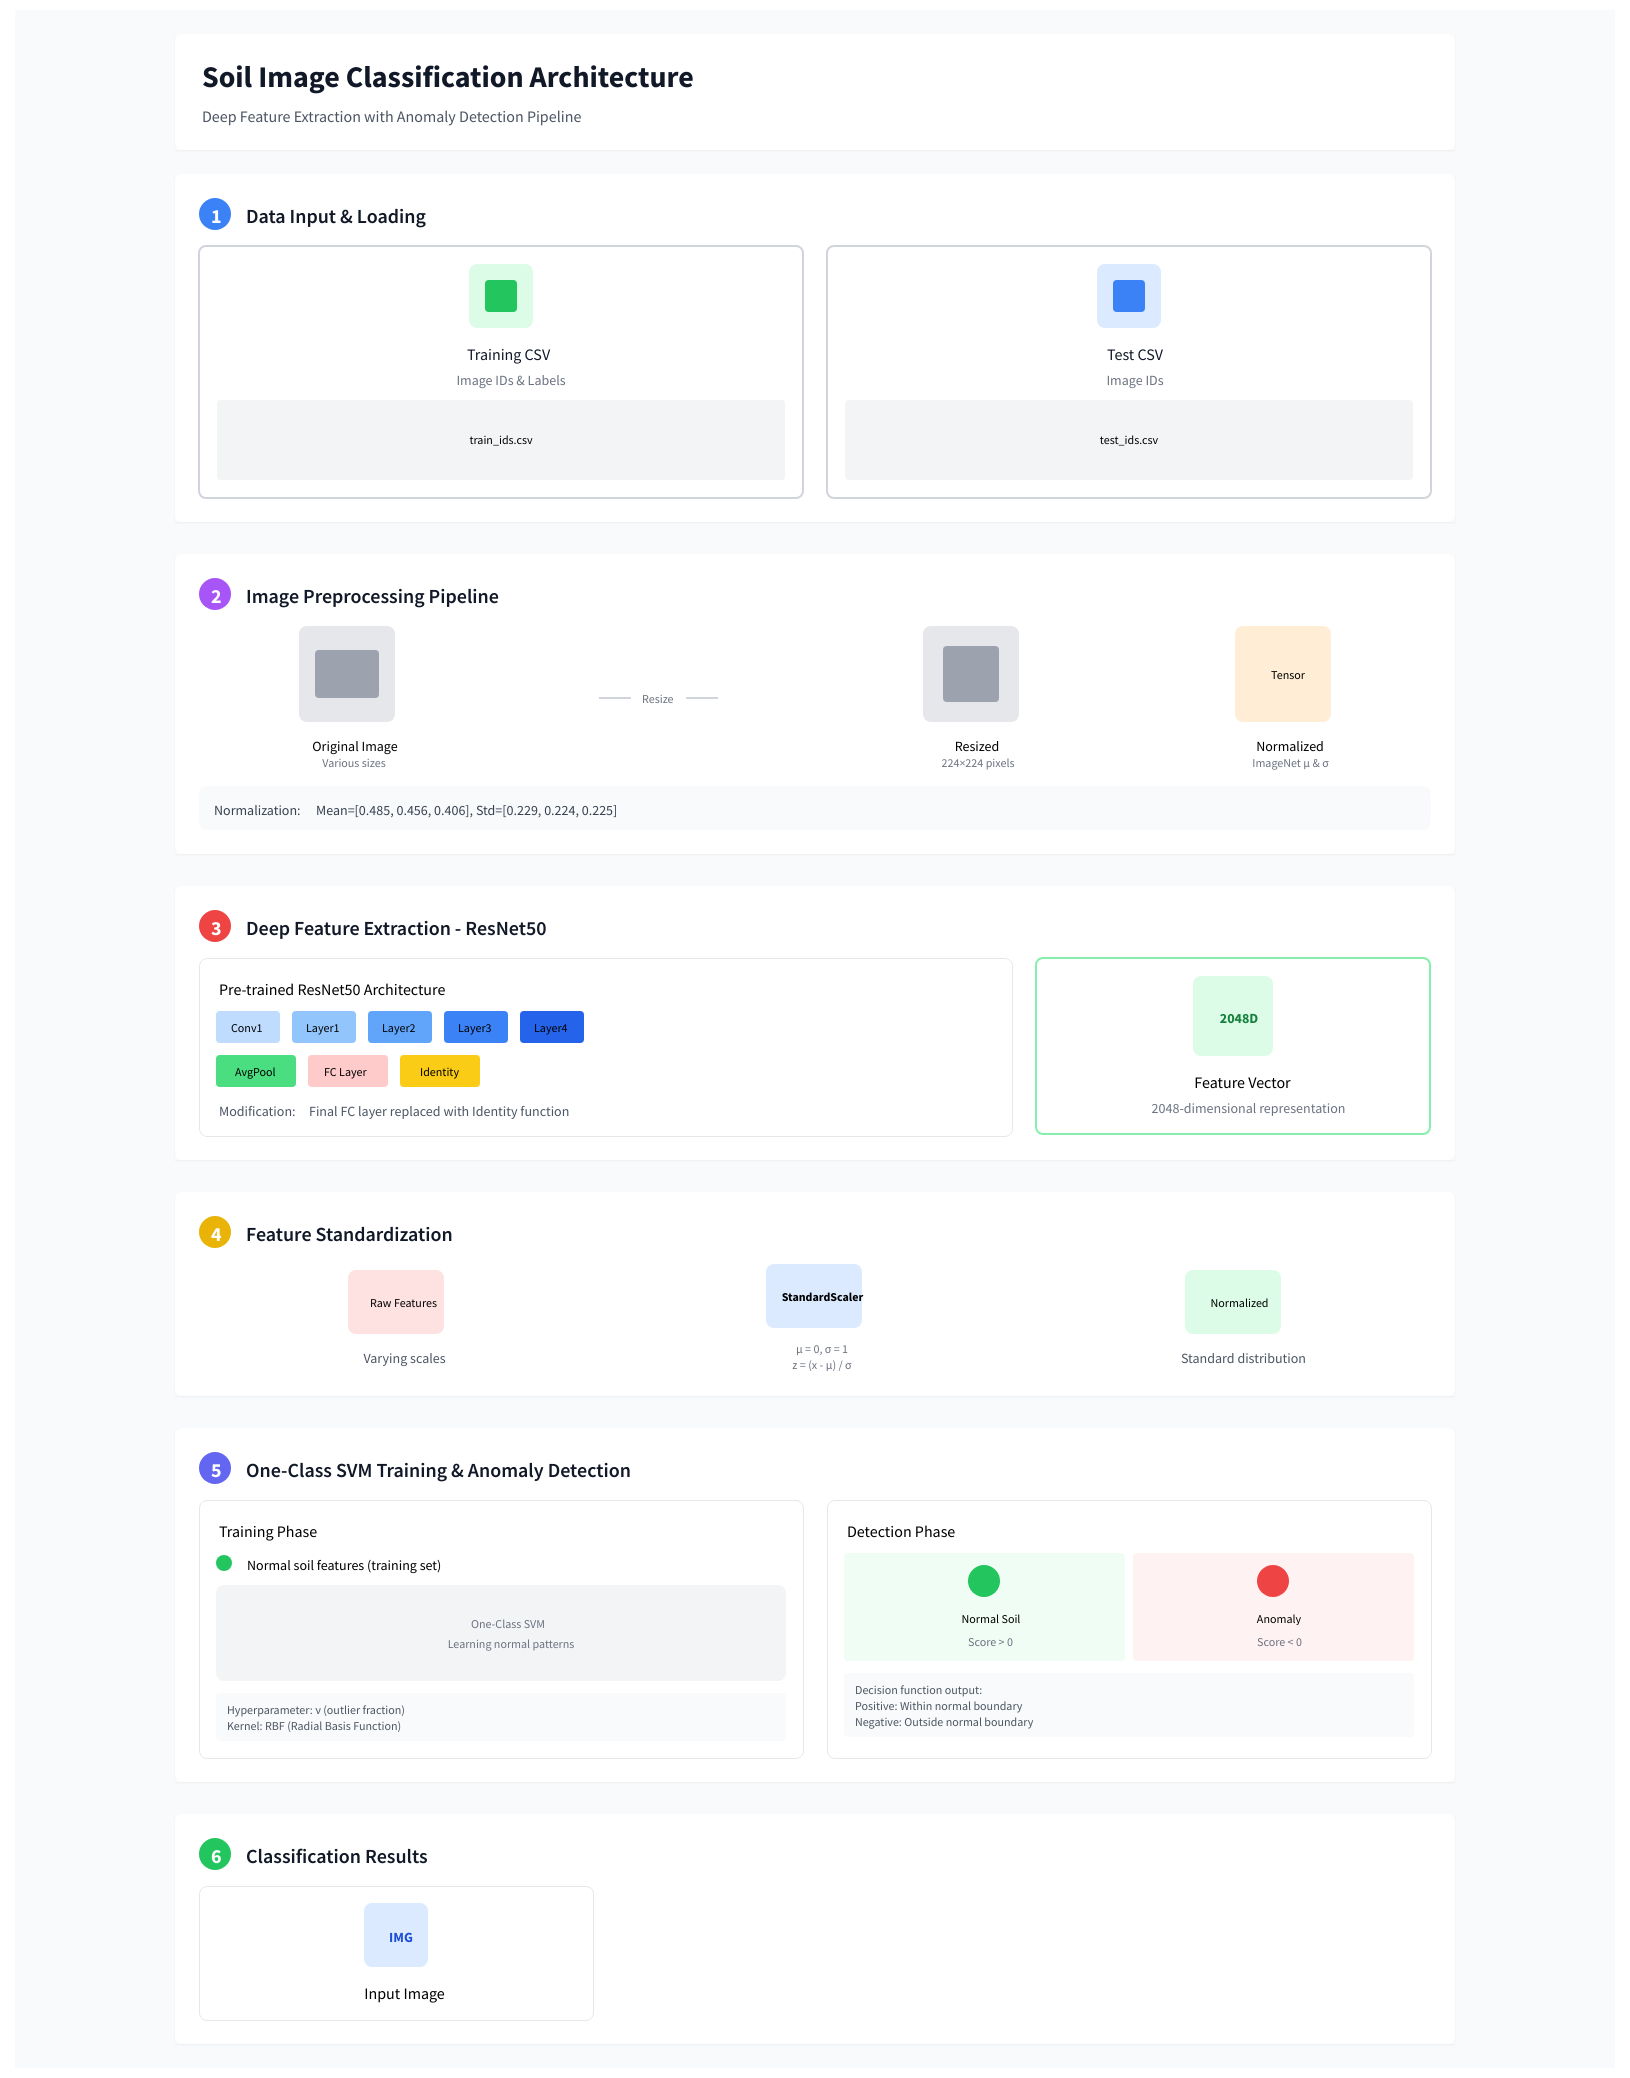 Soil Image Classification Architecture
Deep Feature Extraction with Anomaly Detection Pipeline
1 Data Input & Loading
Training CSV
Image IDs & Labels
train_ids.csv
Test CSV
Image IDs
test_ids.csv
2 Image Preprocessing Pipeline
Original Image
Various sizes
Resize
Resized
224×224 pixels
Tensor
Normalized
ImageNet μ & σ
Normalization: Mean=[0.485, 0.456, 0.406], Std=[0.229, 0.224, 0.225]
3 Deep Feature Extraction - ResNet50
Pre-trained ResNet50 Architecture
Conv1 Layer1 Layer2 Layer3 Layer4
AvgPool FC Layer Identity
Modification: Final FC layer replaced with Identity function
2048D
Feature Vector
2048-dimensional representation
4 Feature Standardization
Raw Features
Varying scales
StandardScaler
μ = 0, σ = 1
z = (x - μ) / σ
Normalized
Standard distribution
5 One-Class SVM Training & Anomaly Detection
Training Phase
Normal soil features (training set)
One-Class SVM
Learning normal patterns
Hyperparameter: ν (outlier fraction)
Kernel: RBF (Radial Basis Function)
Detection Phase
Normal Soil
Score > 0
Anomaly
Score < 0
Decision function output:
Positive: Within normal boundary
Negative: Outside normal boundary
6 Classification Results
IMG
Input Image